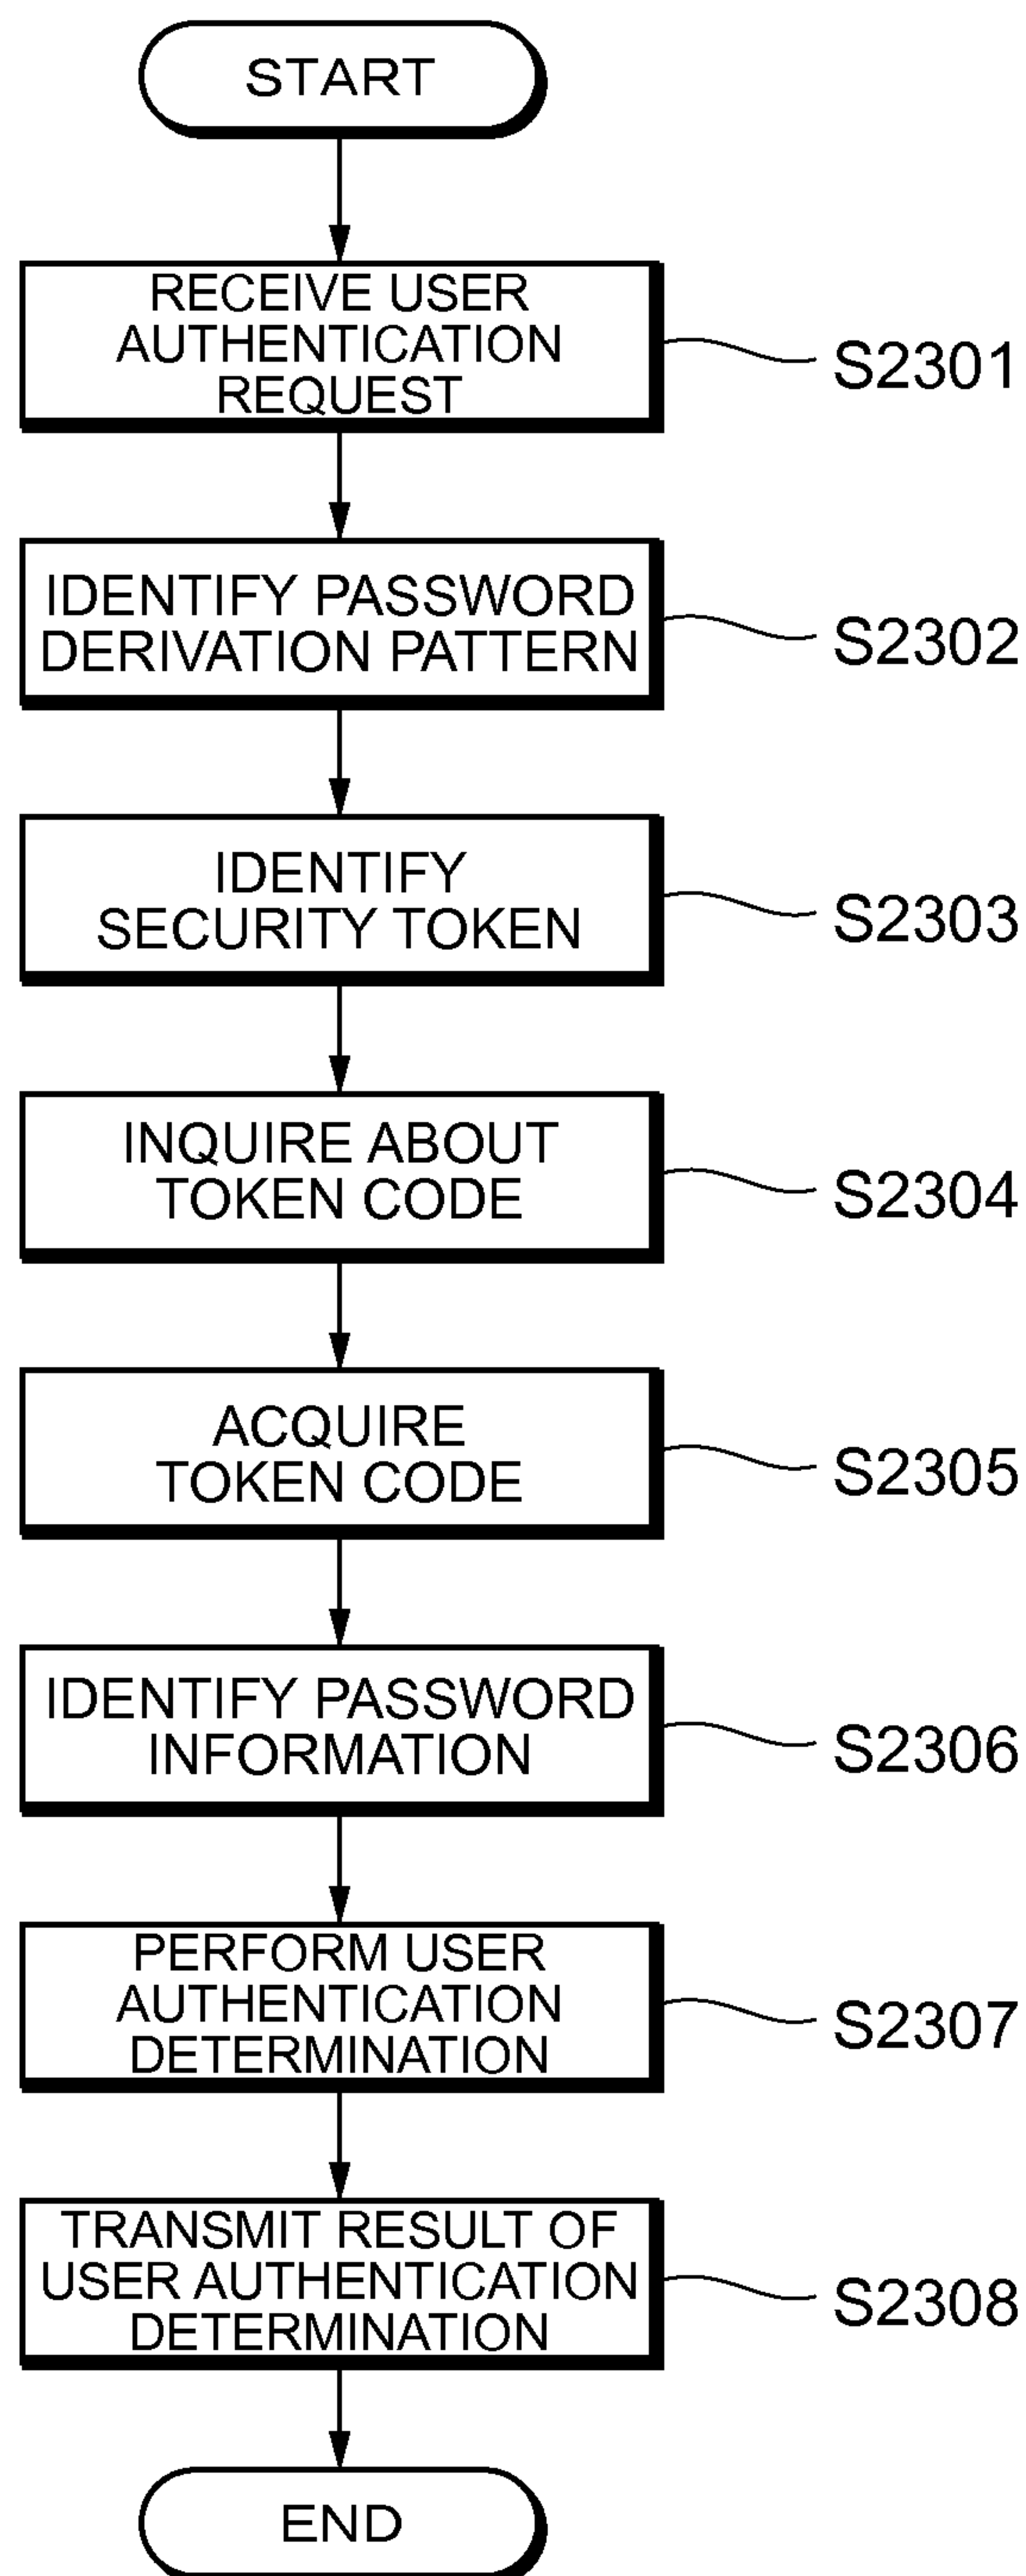 START
RECEIVE USER
AUTHENTICATION
REQUEST
S2301
IDENTIFY PASSWORD
DERIVATION PATTERN
S2302
IDENTIFY
SECURITY TOKEN
S2303
INQUIRE ABOUT
TOKEN CODE
S2304
ACQUIRE
TOKEN CODE
S2305
IDENTIFY PASSWORD
INFORMATION
S2306
PERFORM USER
AUTHENTICATION
DETERMINATION
S2307
TRANSMIT RESULT OF
USER AUTHENTICATION
DETERMINATION
S2308
END